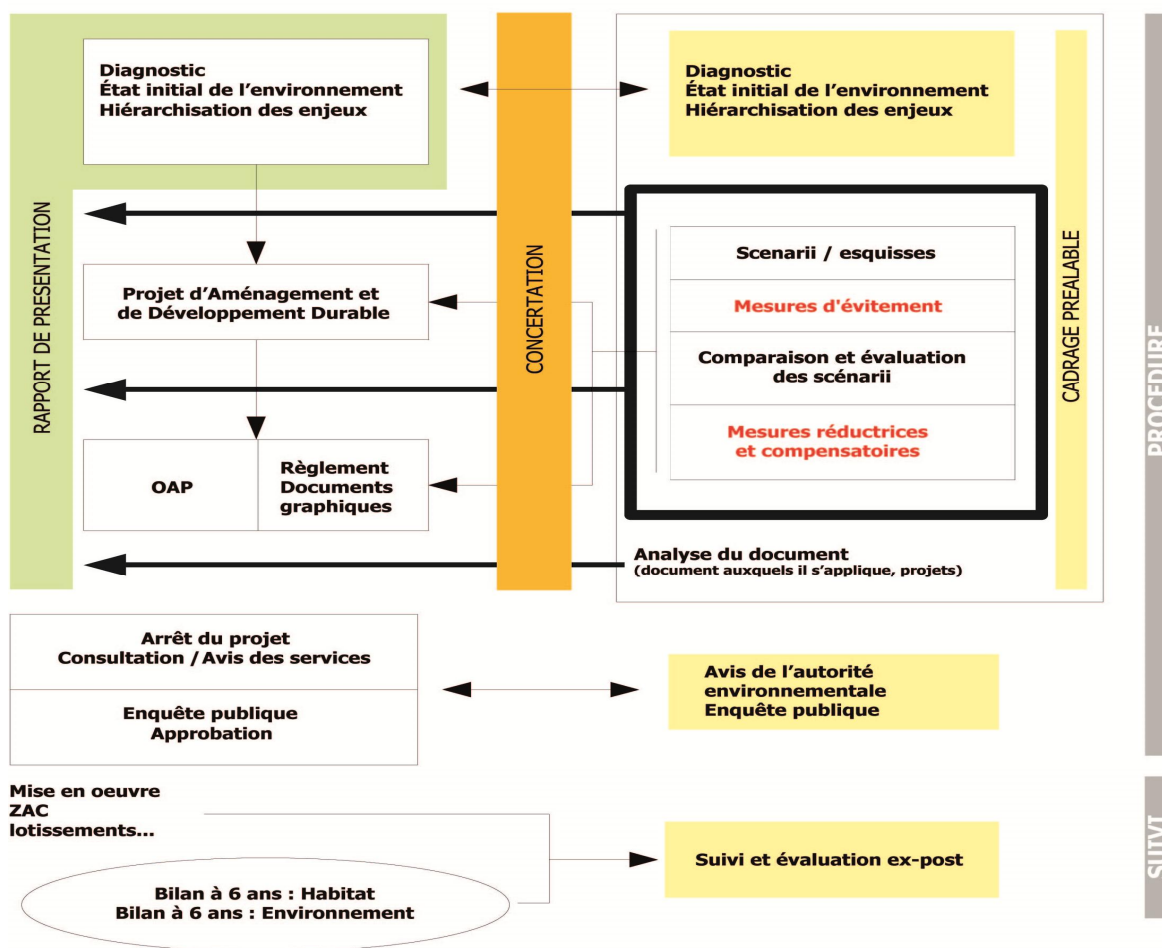 Diagnostic
État initial de l'environnement
Hiérarchisation des enjeux
Diagnostic
État initial de l'environnement
Hiérarchisation des enjeux
RAPPORT DE PRESENTATION
CONCERTATION
CADRAGE PREALABLE
PROCEDURE
Projet d'Aménagement et
de Développement Durable
Scenarii / esquisses
Mesures d'évitement
Comparaison et évaluation
des scénarii
Mesures réductrices
et compensatoires
OAP
Règlement
Documents
graphiques
Analyse du document
(document auxquels il s'applique, projets)
Arrêt du projet
Consultation / Avis des services
Enquête publique
Approbation
Avis de l'autorité
environnementale
Enquête publique
Mise en oeuvre
ZAC
lotissements...
Bilan à 6 ans : Habitat
Bilan à 6 ans : Environnement
Suivi et évaluation ex-post
SUIVI